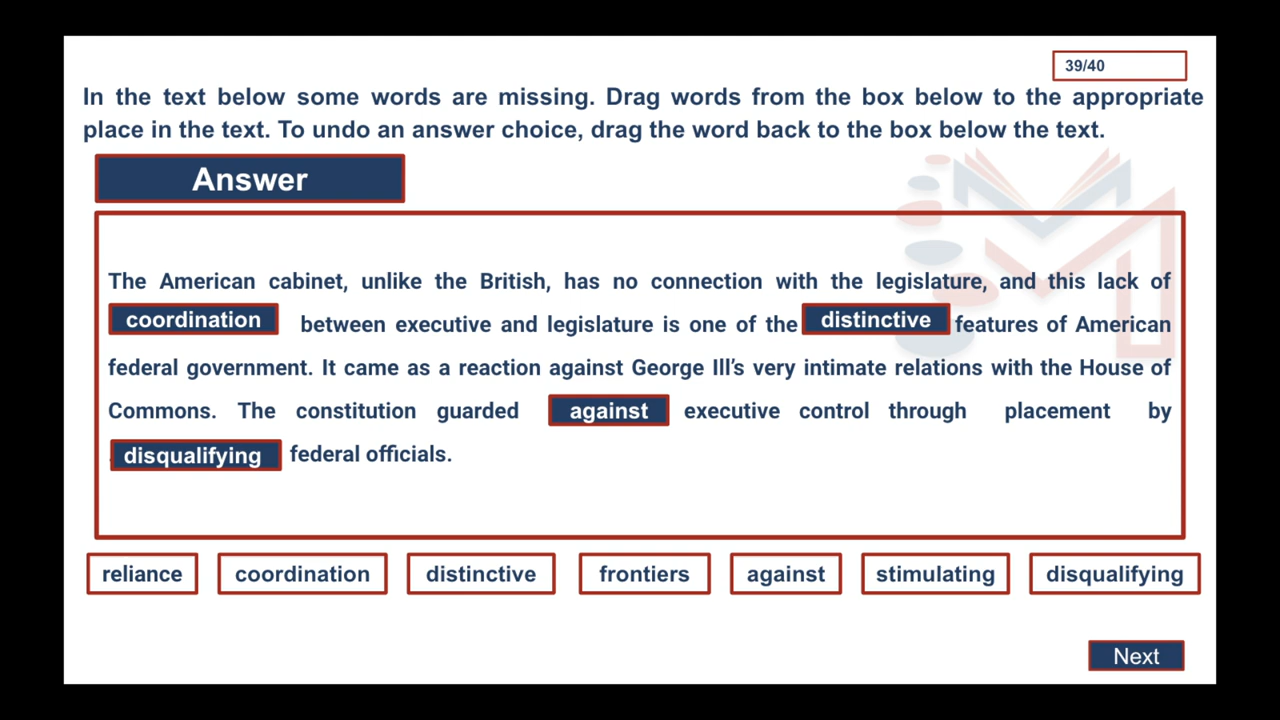 39/40
In the text below some words are missing. Drag words from the box below to the appropriate
place in the text. To undo an answer choice, drag the word back to the box below the text.
Answer
The American cabinet, unlike the British, has no connection with the legislature, and this lack of
coordination between executive and legislature is one of the distinctive features of American
federal government. It came as a reaction against George Ill’s very intimate relations with the House of
Commons. The constitution guarded against executive control through placement by
disqualifying federal officials.
reliance coordination distinctive frontiers against stimulating disqualifying
Next